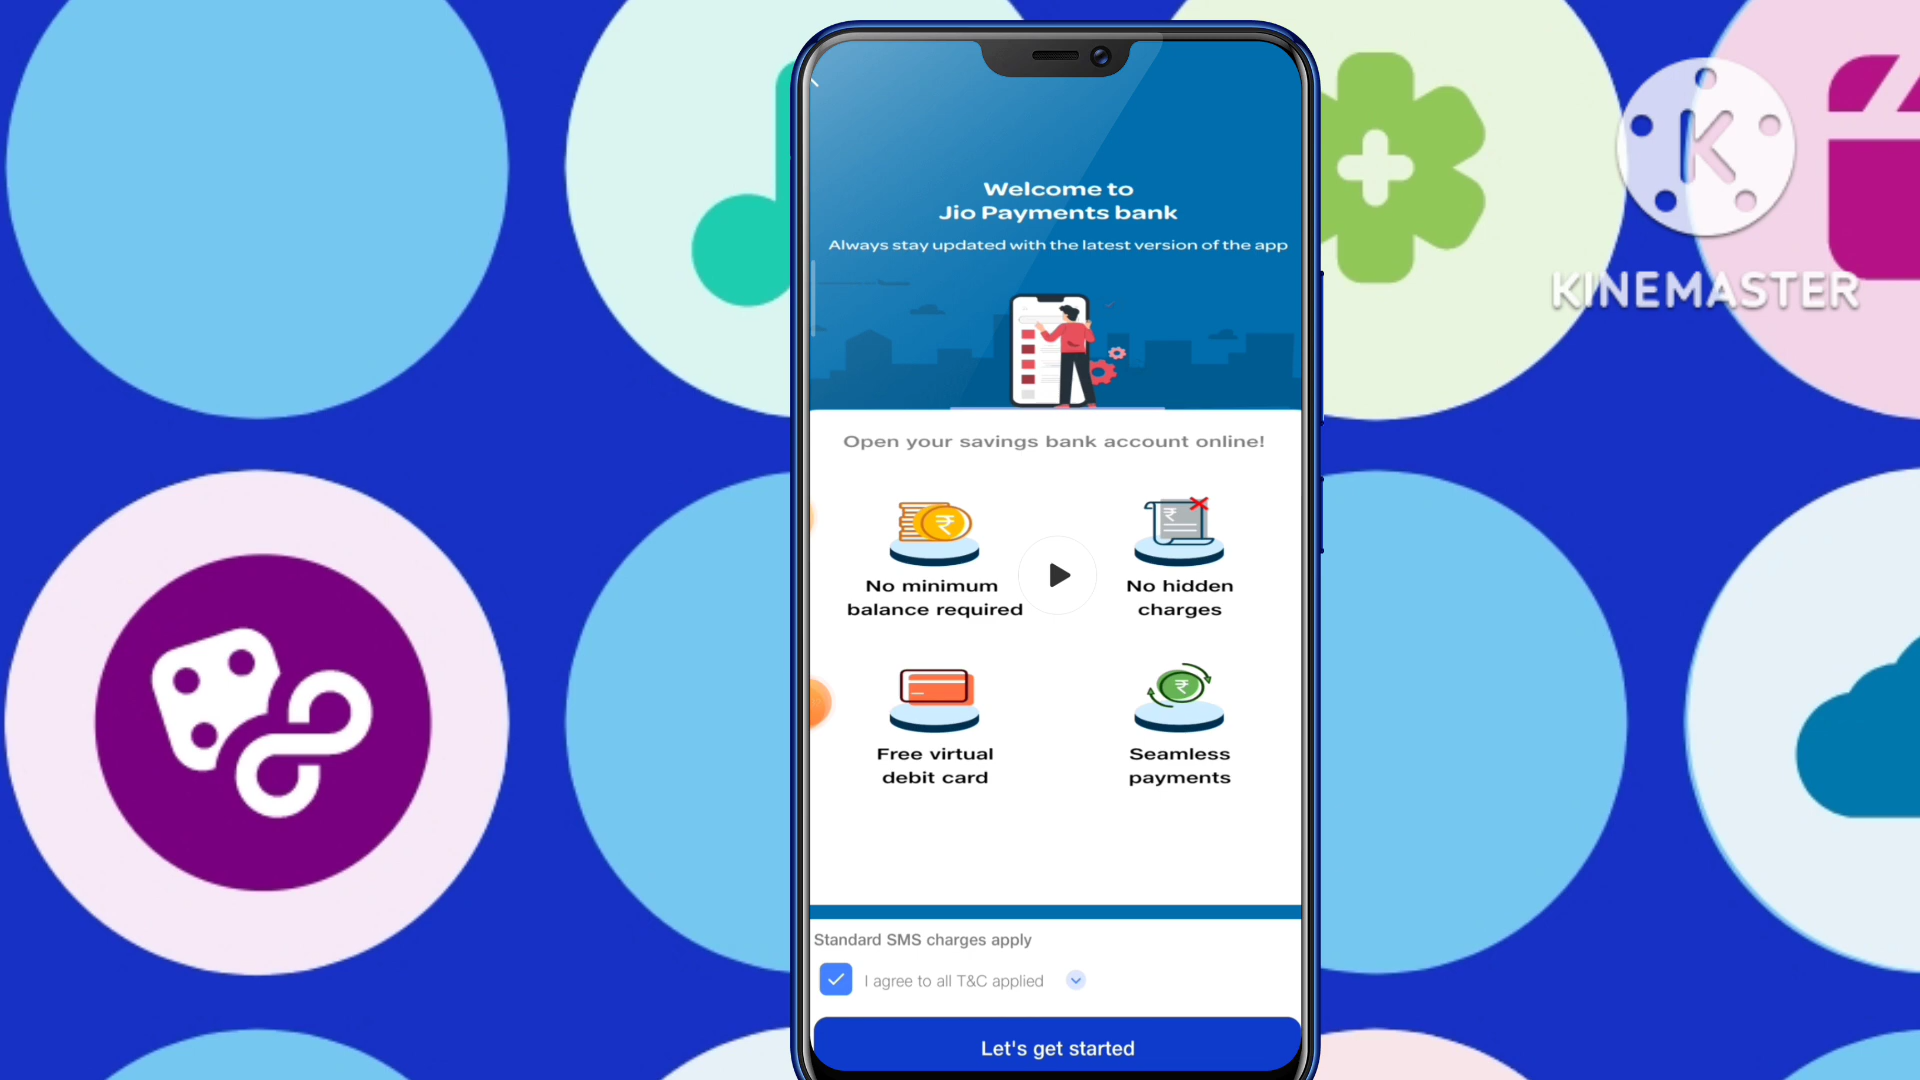 Welcome to
Jio Payments bank
Always stay updated with the latest version of the app
Open your savings bank account online!
No minimum
balance required
No hidden
charges
Free virtual
debit card
Seamless
payments
Standard SMS charges apply
I agree to all T&C applied
Let's get started
KINEMASTER